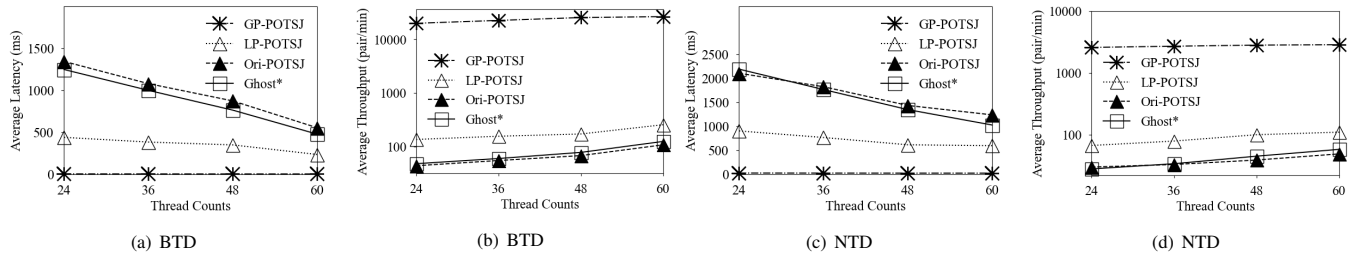 Average Latency (ms)
1500
1000
500
0
24
36
48
60
Thread Counts
GP-POTSJ
LP-POTSJ
Ori-POTSJ
Ghost*
(a) BTD
Average Throughput (pair/min)
10000
1000
100
24
36
48
60
Thread Counts
GP-POTSJ
LP-POTSJ
Ori-POTSJ
Ghost*
(b) BTD
Average Latency (ms)
2500
2000
1500
1000
500
0
24
36
48
60
Thread Counts
GP-POTSJ
LP-POTSJ
Ori-POTSJ
Ghost*
(c) NTD
Average Throughput (pair/min)
10000
1000
100
24
36
48
60
Thread Counts
GP-POTSJ
LP-POTSJ
Ori-POTSJ
Ghost*
(d) NTD